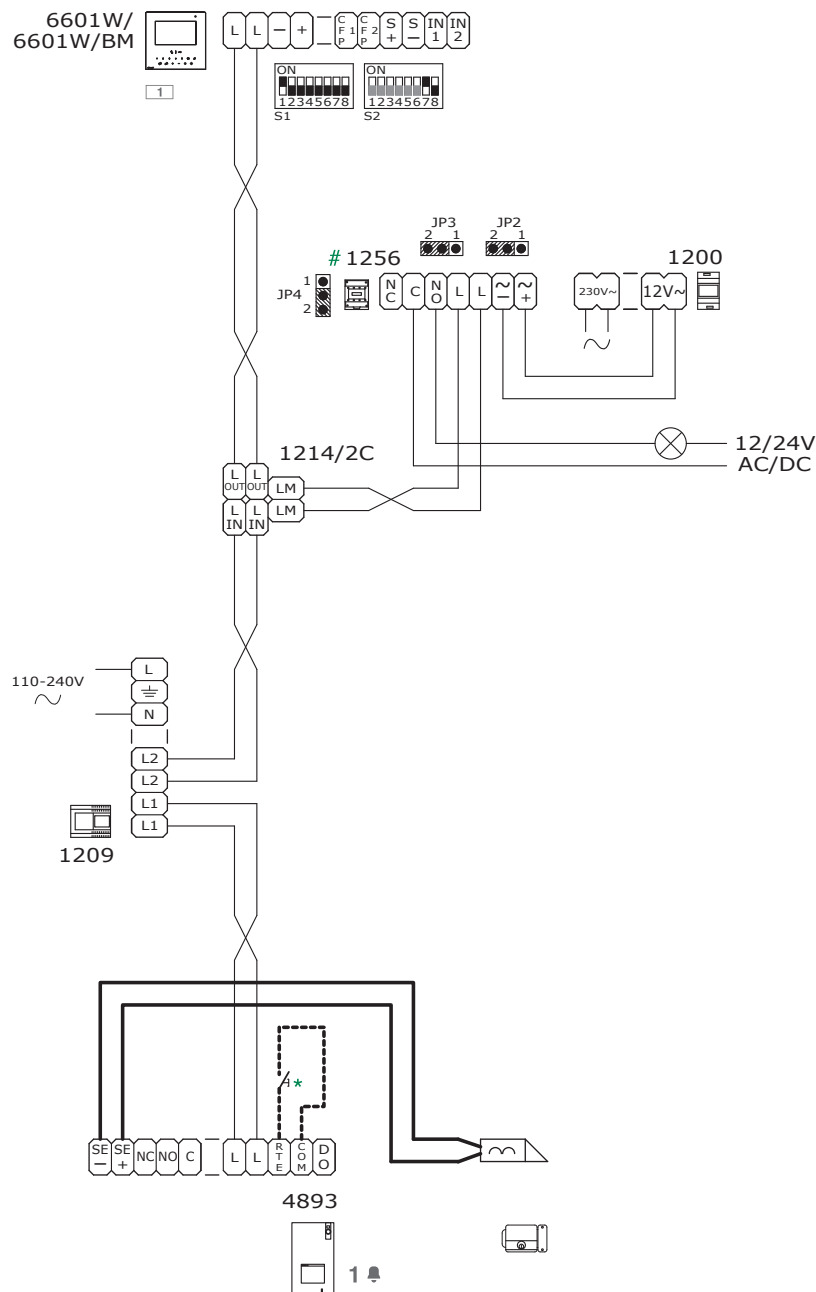 6601W/
6601W/BM
L L — + CFP1 CFP2 S+ S— IN1 IN2
1
ON
12345678
S1
ON
12345678
S2
JP3
2 1
JP2
2 1
# 1256
1200
JP4
1
2
NC C NO L L ~— ~+
230V~
12V~
12/24V
AC/DC
1214/2C
L OUT L OUT LM
L IN L IN LM
110-240V
L
N
L2
L2
L1
L1
1209
*
SE— SE+ NC NO C L L RTE COM DO
4893
1